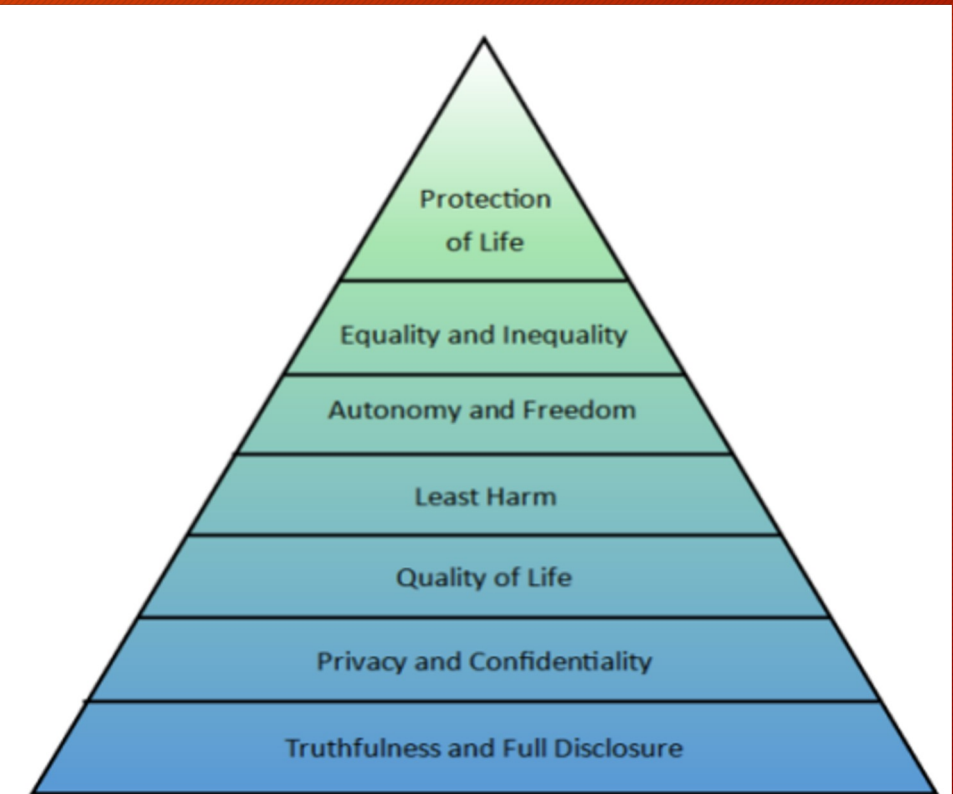 Protection
of Life
Equality and Inequality
Autonomy and Freedom
Least Harm
Quality of Life
Privacy and Confidentiality
Truthfulness and Full Disclosure